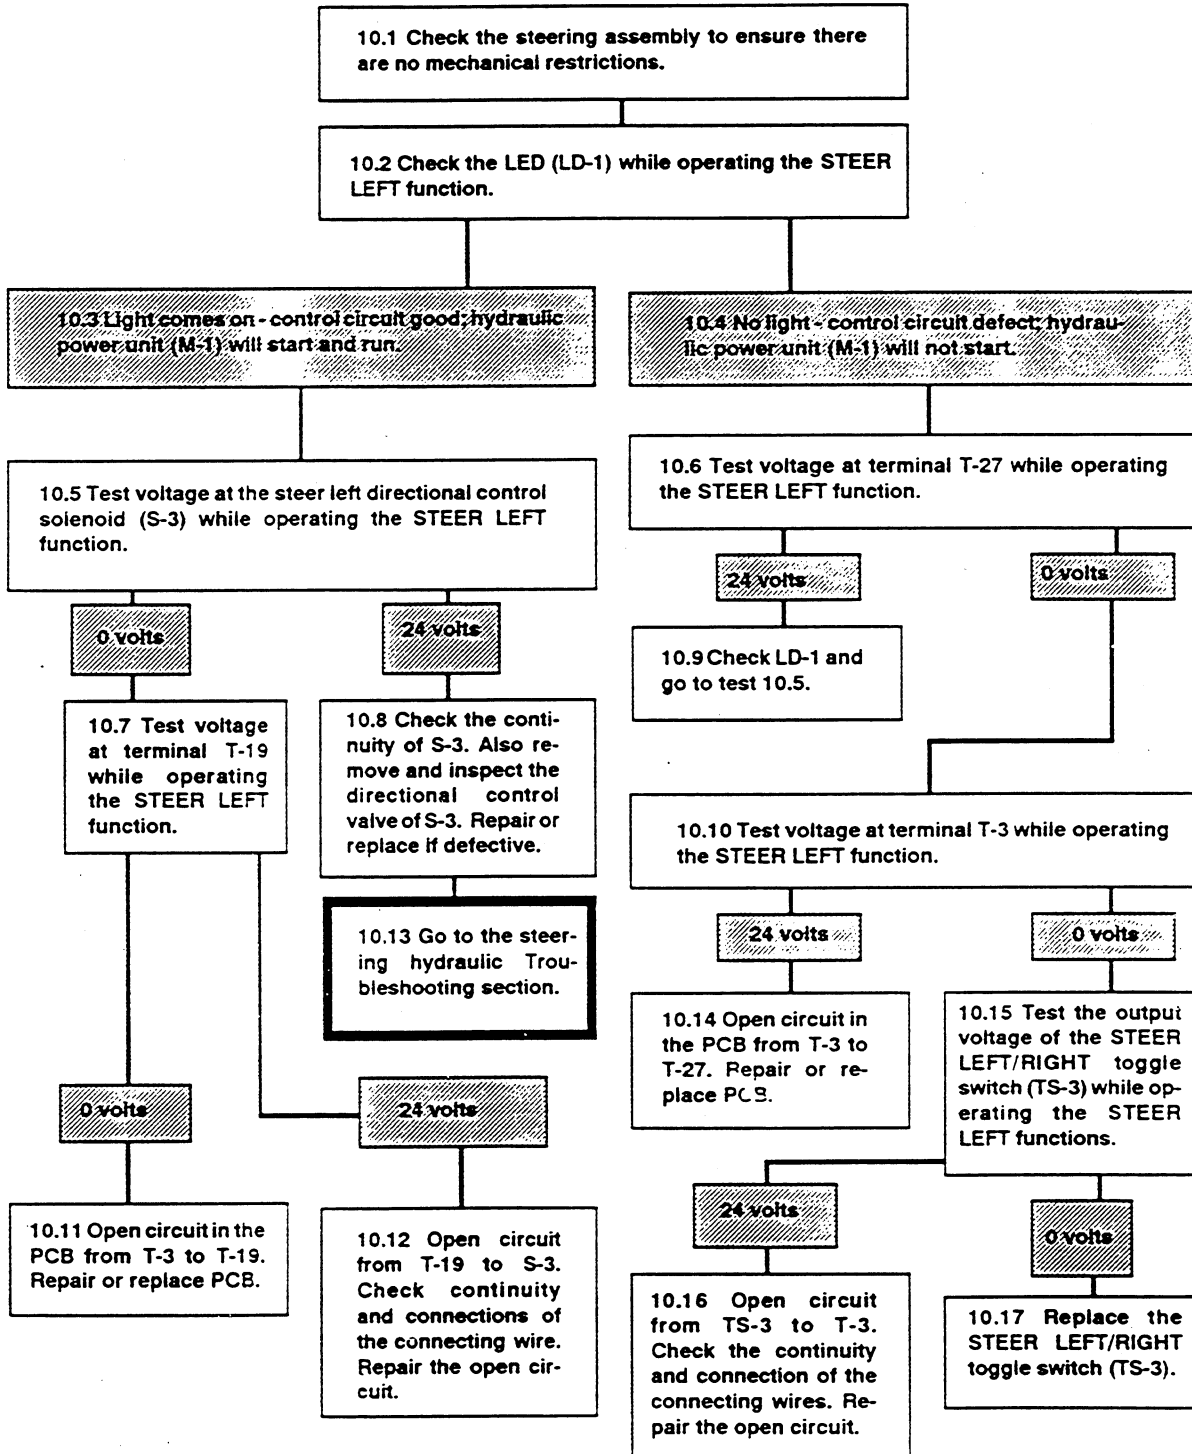 10.1 Check the steering assembly to ensure there
are no mechanical restrictions.
10.2 Check the LED (LD-1) while operating the STEER
LEFT function.
10.3 Light comes on - control circuit good; hydraulic
power unit (M-1) will start and run.
10.4 No light - control circuit defect; hydrau-
lic power unit (M-1) will not start.
10.5 Test voltage at the steer left directional control
solenoid (S-3) while operating the STEER LEFT
function.
10.6 Test voltage at terminal T-27 while operating
the STEER LEFT function.
24 volts
0 volts
0 volts
24 volts
10.9 Check LD-1 and
go to test 10.5.
10.7 Test voltage
at terminal T-19
while operating
the STEER LEFT
function.
10.8 Check the conti-
nuity of S-3. Also re-
move and inspect the
directional control
valve of S-3. Repair or
replace if defective.
10.10 Test voltage at terminal T-3 while operating
the STEER LEFT function.
10.13 Go to the steer-
ing hydraulic Trou-
bleshooting section.
24 volts
0 volts
10.14 Open circuit in
the PCB from T-3 to
T-27. Repair or re-
place PCB.
10.15 Test the output
voltage of the STEER
LEFT/RIGHT toggle
switch (TS-3) while op-
erating the STEER
LEFT functions.
0 volts
24 volts
24 volts
0 volts
10.11 Open circuit in the
PCB from T-3 to T-19.
Repair or replace PCB.
10.12 Open circuit
from T-19 to S-3.
Check continuity
and connections of
the connecting wire.
Repair the open cir-
cuit.
10.16 Open circuit
from TS-3 to T-3.
Check the continuity
and connection of the
connecting wires. Re-
pair the open circuit.
10.17 Replace the
STEER LEFT/RIGHT
toggle switch (TS-3).